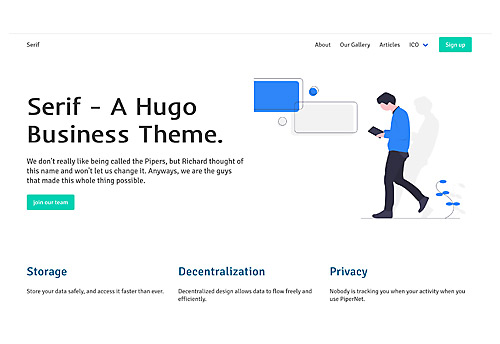 Serif
About Our Gallery Articles ICO Sign up
Serif - A Hugo
Business Theme.
We don't really like being called the Pipers, but Richard thought of
this name and won't let us change it. Anyways, we are the guys
that made this whole thing possible.
Join our team
Storage
Store your data safely, and access it faster than ever.
Decentralization
Decentralized design allows data to flow freely and
efficiently.
Privacy
Nobody is tracking you when your activity when you
use PiperNet.